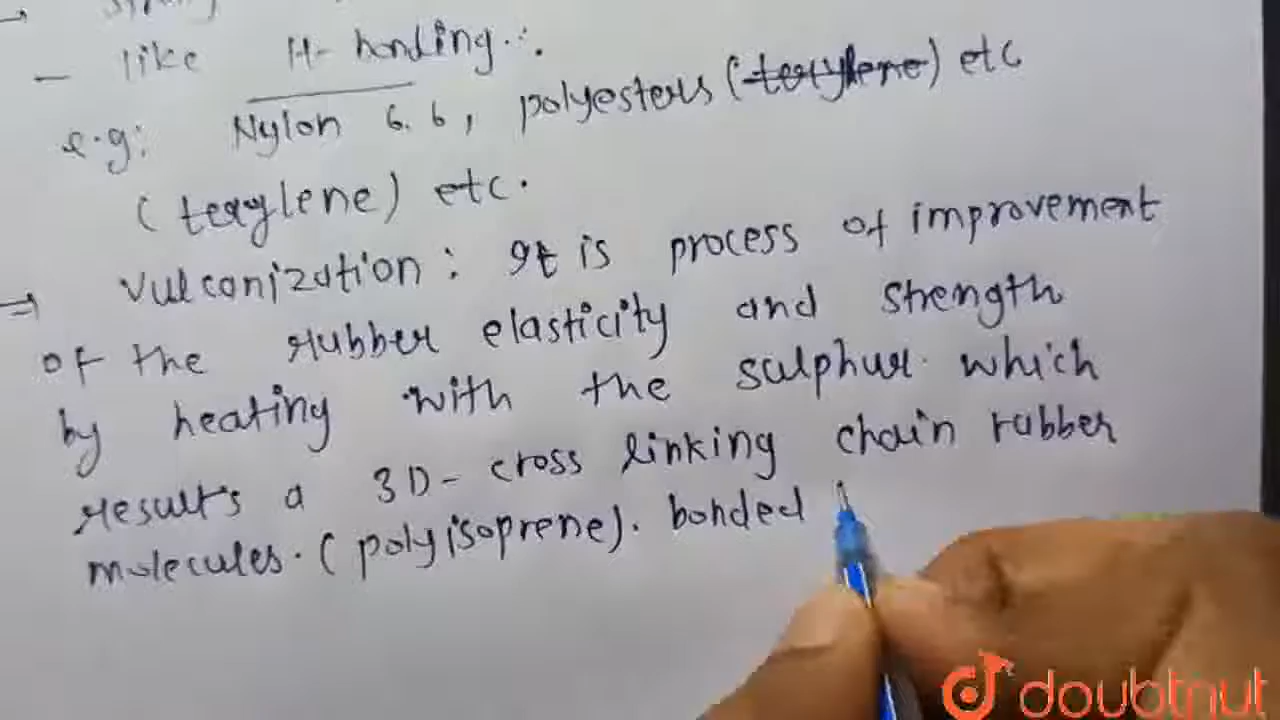 →
- like H- bonding...
e.g: Nylon 6.6, polyesters (terylene) etc
(terylene) etc.
⇒ Vulcanization: It is process of improvement
of the rubber elasticity and strength
by heating with the sulphur. which
results a 3D- cross linking chain rubber
molecules. (polyisoprene). bonded
doubtnut